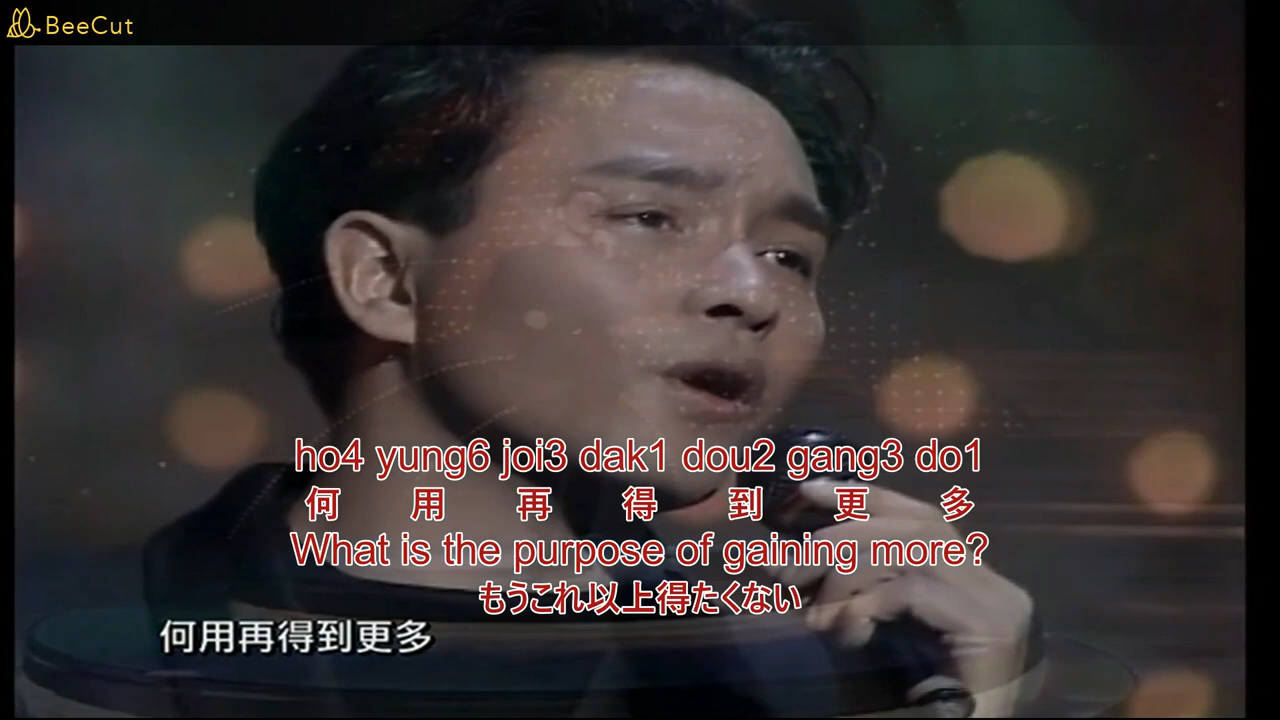 BeeCut
ho4 yung6 joi3 dak1 dou2 gang3 do1
何 用 再 得 到 更 多
What is the purpose of gaining more?
もうこれ以上得たくない
何用再得到更多